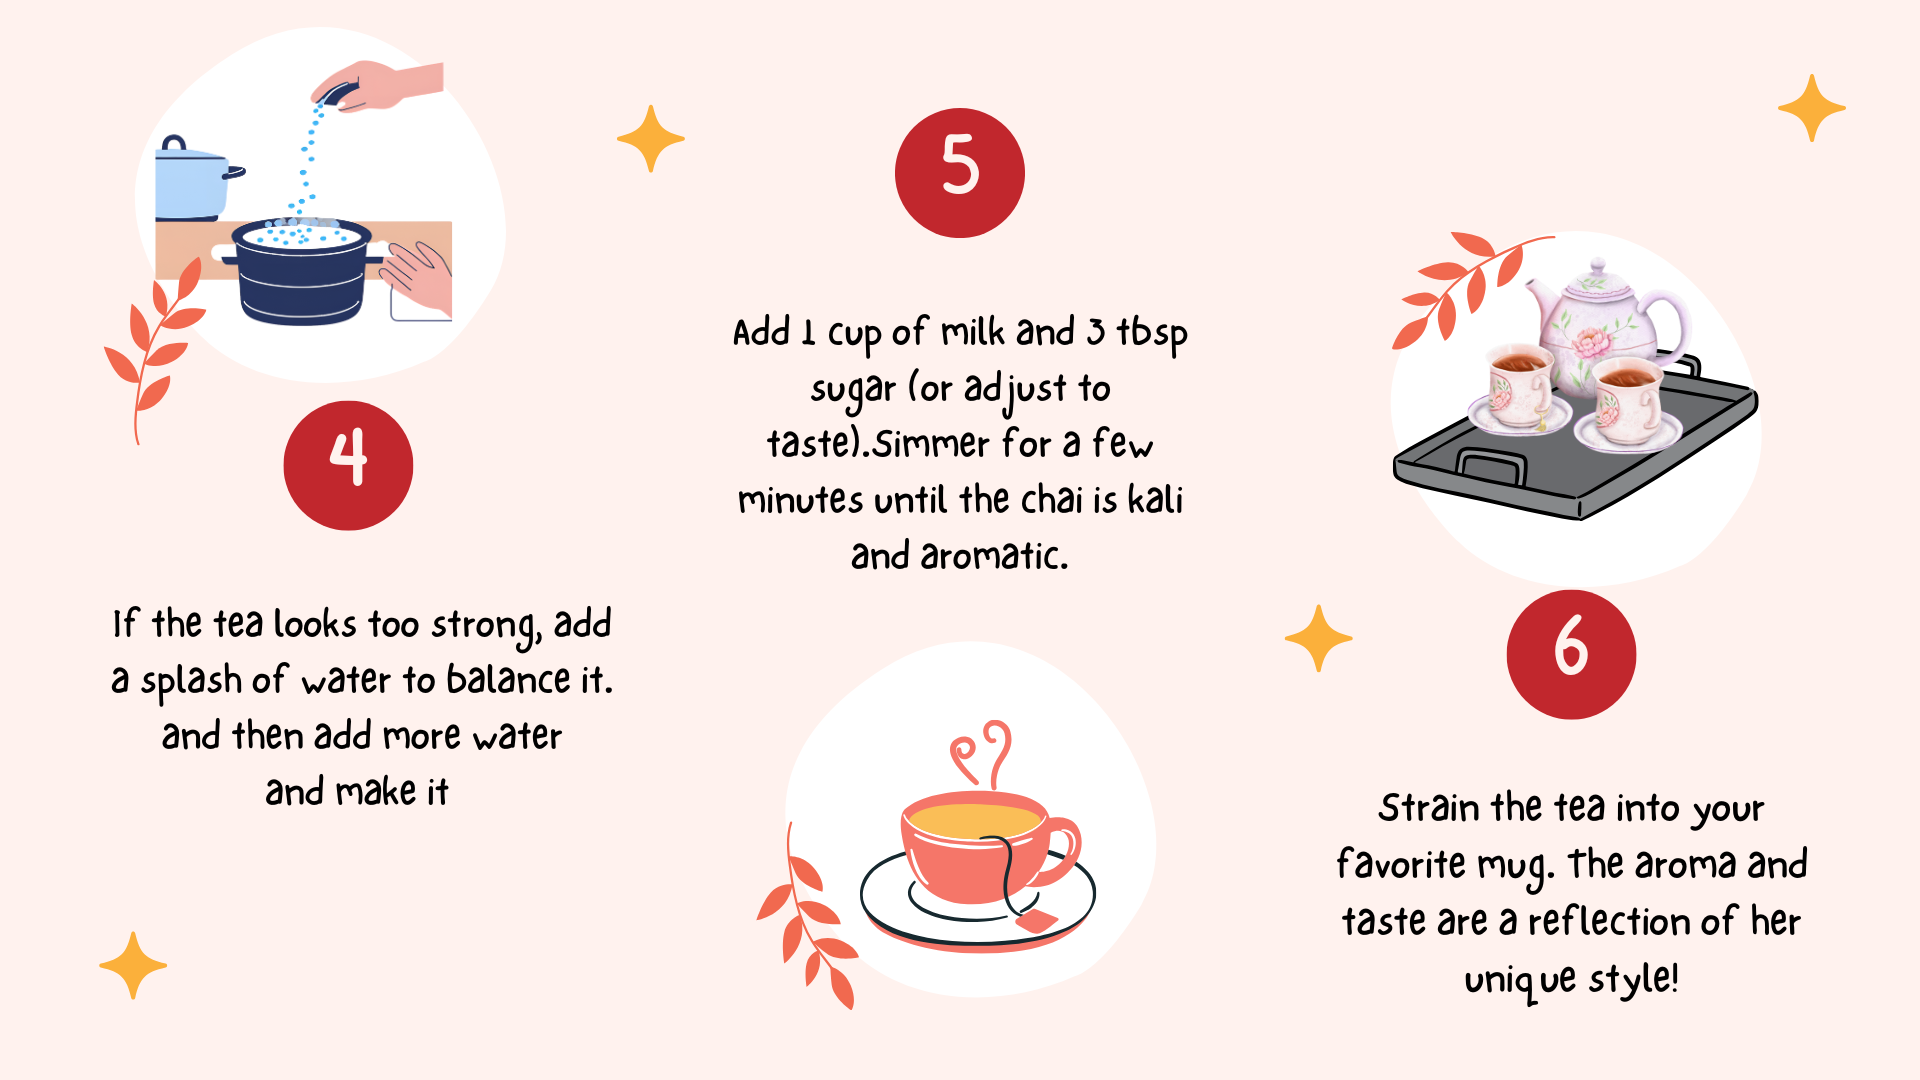 4
If the tea looks too strong, add
a splash of water to balance it.
and then add more water
and make it
5
Add 1 cup of milk and 3 tbsp
sugar (or adjust to
taste).Simmer for a few
minutes until the chai is kali
and aromatic.
6
Strain the tea into your
favorite mug. The aroma and
taste are a reflection of her
unique style!